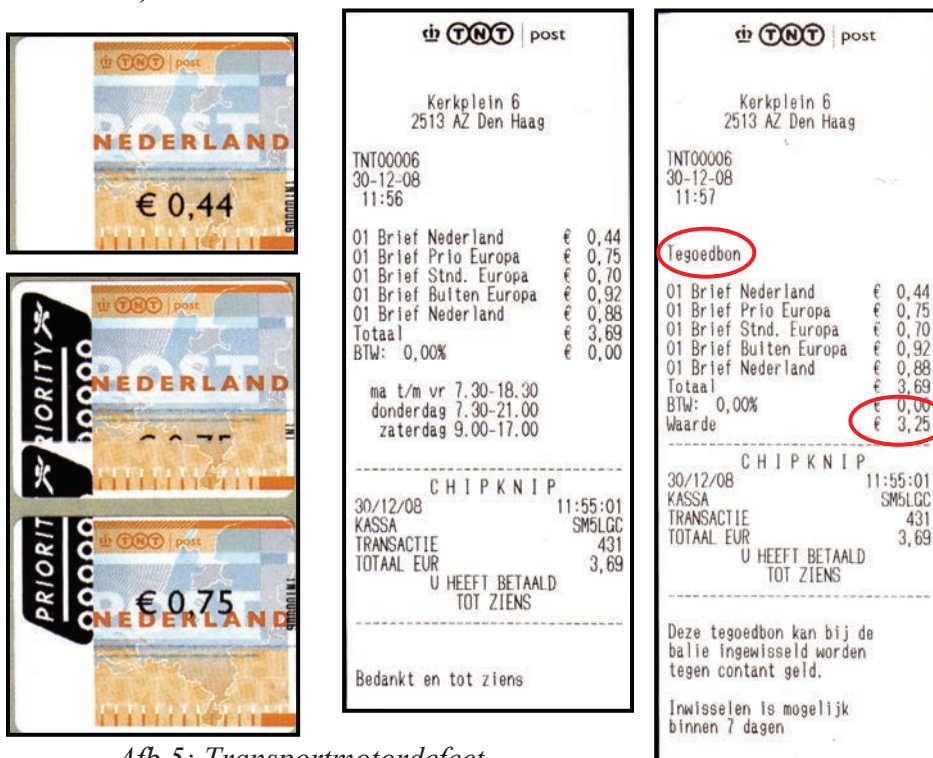 TNT post
POST
NEDERLAND
€ 0,44
TNT00006
PRIORITY
TNT post
POST
NEDERLAND
PRIORIT
TNT post
€ 0,75
NEDERLAND
TNT00006
TNT post
Kerkplein 6
2513 AZ Den Haag
TNT00006
30-12-08
11:56
01 Brief Nederland € 0,44
01 Brief Prio Europa € 0,75
01 Brief Stnd. Europa € 0,70
01 Brief Buiten Europa € 0,92
01 Brief Nederland € 0,88
Totaal € 3,69
BTW: 0,00% € 0,00
ma t/m vr 7.30-18.30
donderdag 7.30-21.00
zaterdag 9.00-17.00
CHIPKNIP
30/12/08 11:55:01
KASSA SM5LGC
TRANSACTIE 431
TOTAAL EUR 3,69
U HEEFT BETAALD
TOT ZIENS
Bedankt en tot ziens
TNT post
Kerkplein 6
2513 AZ Den Haag
TNT00006
30-12-08
11:57
Tegoedbon
01 Brief Nederland € 0,44
01 Brief Prio Europa € 0,75
01 Brief Stnd. Europa € 0,70
01 Brief Buiten Europa € 0,92
01 Brief Nederland € 0,88
Totaal € 3,69
BTW: 0,00% € 0,00
Waarde € 3,25
CHIPKNIP
30/12/08 11:55:01
KASSA SM5LGC
TRANSACTIE 431
TOTAAL EUR 3,69
U HEEFT BETAALD
TOT ZIENS
Deze tegoedbon kan bij de
balie ingewisseld worden
tegen contant geld.
Inwisselen is mogelijk
binnen 7 dagen
Afb 5: Transportmotordefect